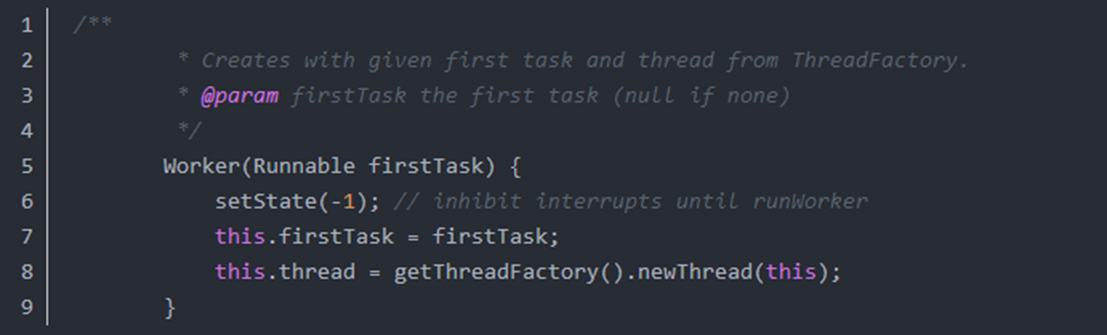 1 /**
2 * Creates with given first task and thread from ThreadFactory.
3 * @param firstTask the first task (null if none)
4 */
5 Worker(Runnable firstTask) {
6 setState(-1); // inhibit interrupts until runWorker
7 this.firstTask = firstTask;
8 this.thread = getThreadFactory().newThread(this);
9 }